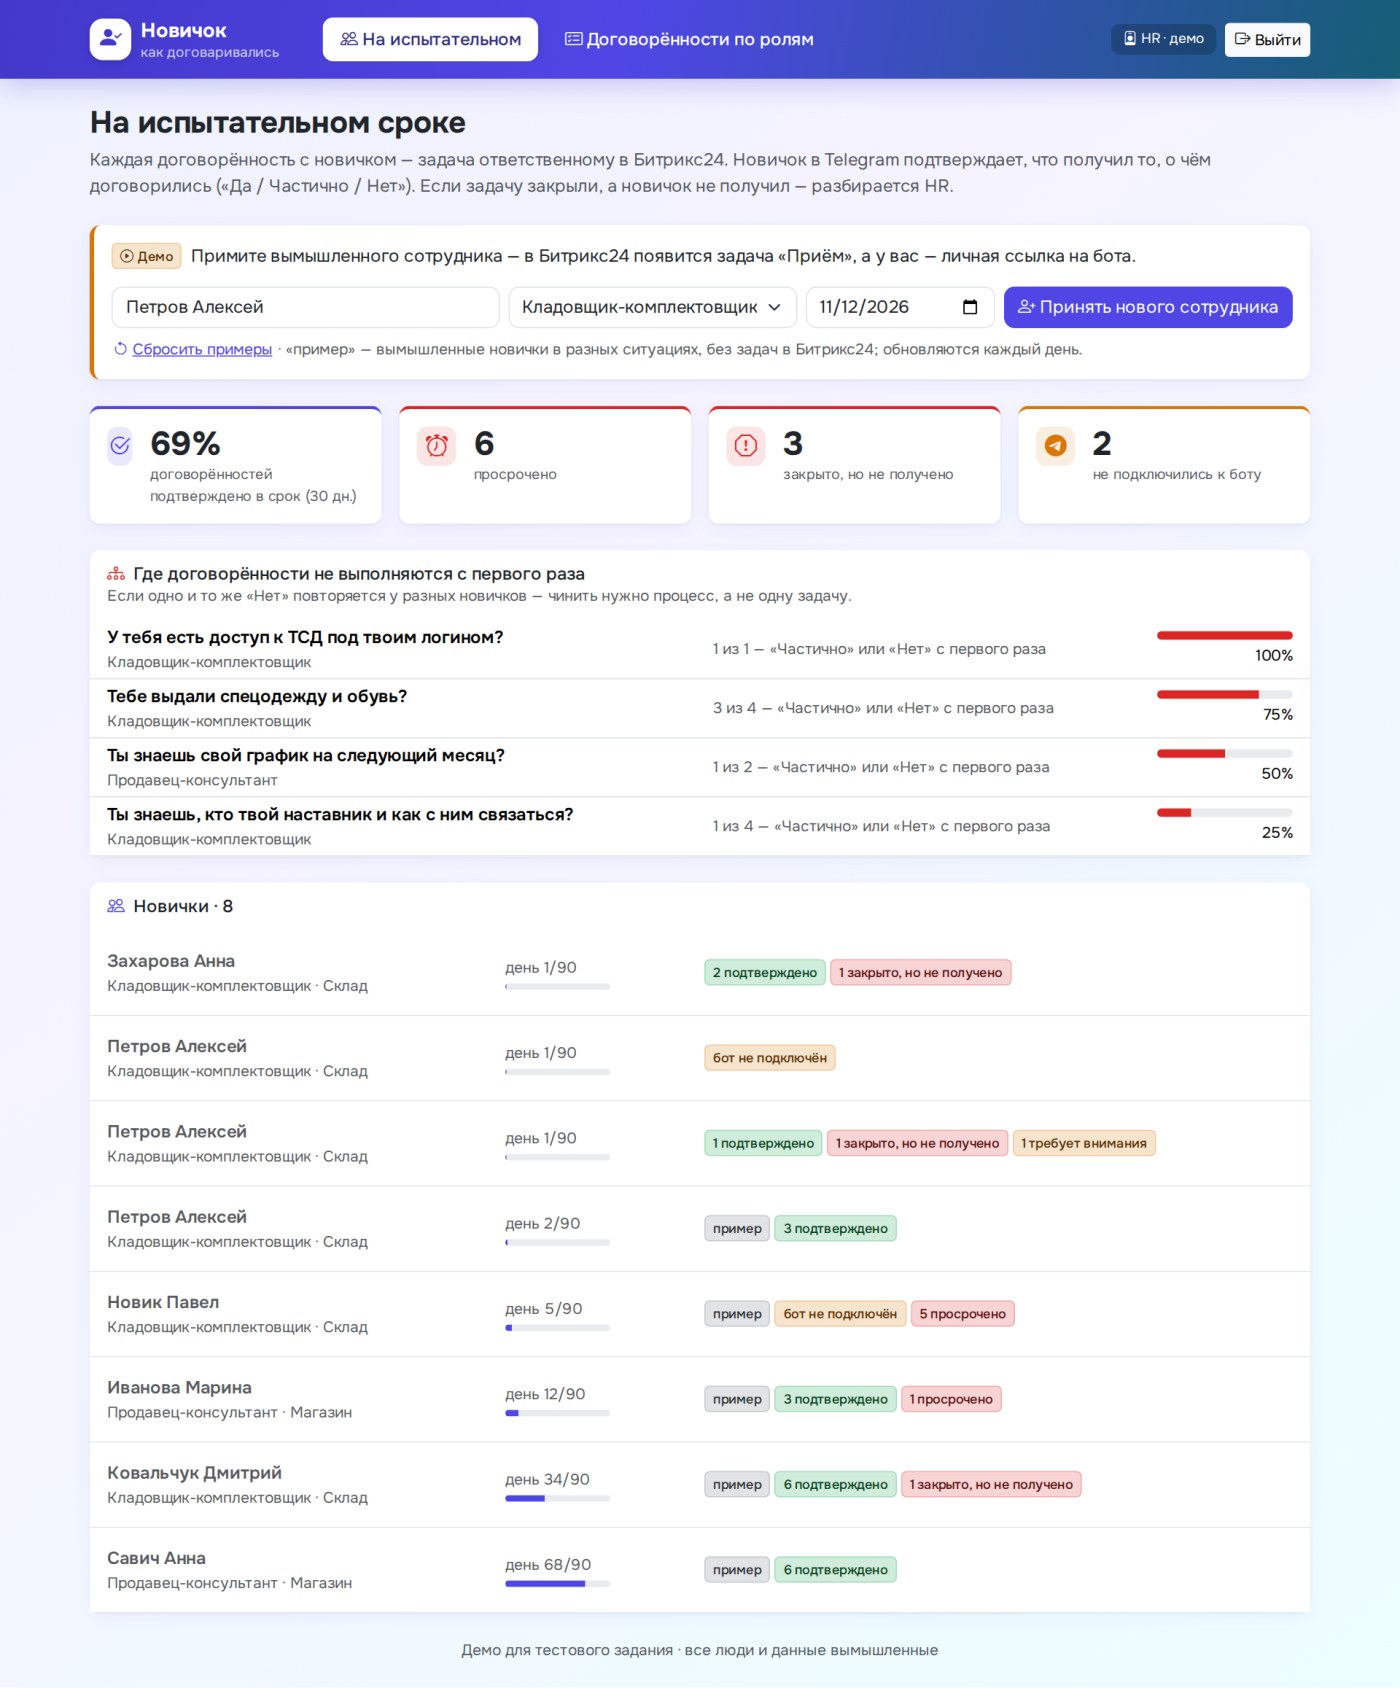 Новичок
как договаривались
На испытательном
Договорённости по ролям
HR · демо
Выйти
На испытательном сроке
Каждая договорённость с новичком — задача ответственному в Битрикс24. Новичок в Telegram подтверждает, что получил то, о чём
договорились («Да / Частично / Нет»). Если задачу закрыли, а новичок не получил — разбирается HR.
Демо
Примите вымышленного сотрудника — в Битрикс24 появится задача «Приём», а у вас — личная ссылка на бота.
Петров Алексей
Кладовщик-комплектовщик
11/12/2026
Принять нового сотрудника
Сбросить примеры · «пример» — вымышленные новички в разных ситуациях, без задач в Битрикс24; обновляются каждый день.
69%
договорённостей
подтверждено в срок (30 дн.)
6
просрочено
3
закрыто, но не получено
2
не подключились к боту
Где договорённости не выполняются с первого раза
Если одно и то же «Нет» повторяется у разных новичков — чинить нужно процесс, а не одну задачу.
У тебя есть доступ к ТСД под твоим логином?
Кладовщик-комплектовщик
1 из 1 — «Частично» или «Нет» с первого раза
100%
Тебе выдали спецодежду и обувь?
Кладовщик-комплектовщик
3 из 4 — «Частично» или «Нет» с первого раза
75%
Ты знаешь свой график на следующий месяц?
Продавец-консультант
1 из 2 — «Частично» или «Нет» с первого раза
50%
Ты знаешь, кто твой наставник и как с ним связаться?
Кладовщик-комплектовщик
1 из 4 — «Частично» или «Нет» с первого раза
25%
Новички · 8
Захарова Анна
Кладовщик-комплектовщик · Склад
день 1/90
2 подтверждено
1 закрыто, но не получено
Петров Алексей
Кладовщик-комплектовщик · Склад
день 1/90
бот не подключён
Петров Алексей
Кладовщик-комплектовщик · Склад
день 1/90
1 подтверждено
1 закрыто, но не получено
1 требует внимания
Петров Алексей
Кладовщик-комплектовщик · Склад
день 2/90
пример
3 подтверждено
Новик Павел
Кладовщик-комплектовщик · Склад
день 5/90
пример
бот не подключён
5 просрочено
Иванова Марина
Продавец-консультант · Магазин
день 12/90
пример
3 подтверждено
1 просрочено
Ковальчук Дмитрий
Кладовщик-комплектовщик · Склад
день 34/90
пример
6 подтверждено
1 закрыто, но не получено
Савич Анна
Продавец-консультант · Магазин
день 68/90
пример
6 подтверждено
Демо для тестового задания · все люди и данные вымышленные